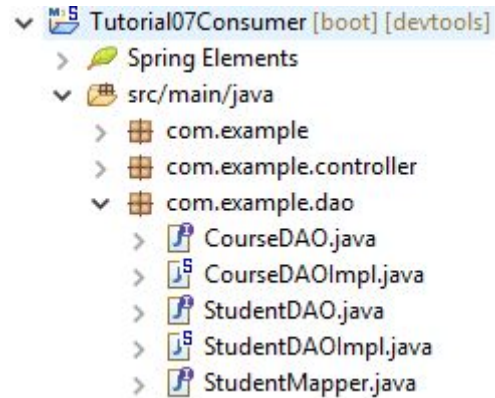 Tutorial07Consumer [boot] [devtools]
Spring Elements
src/main/java
com.example
com.example.controller
com.example.dao
CourseDAO.java
CourseDAOImpl.java
StudentDAO.java
StudentDAOImpl.java
StudentMapper.java